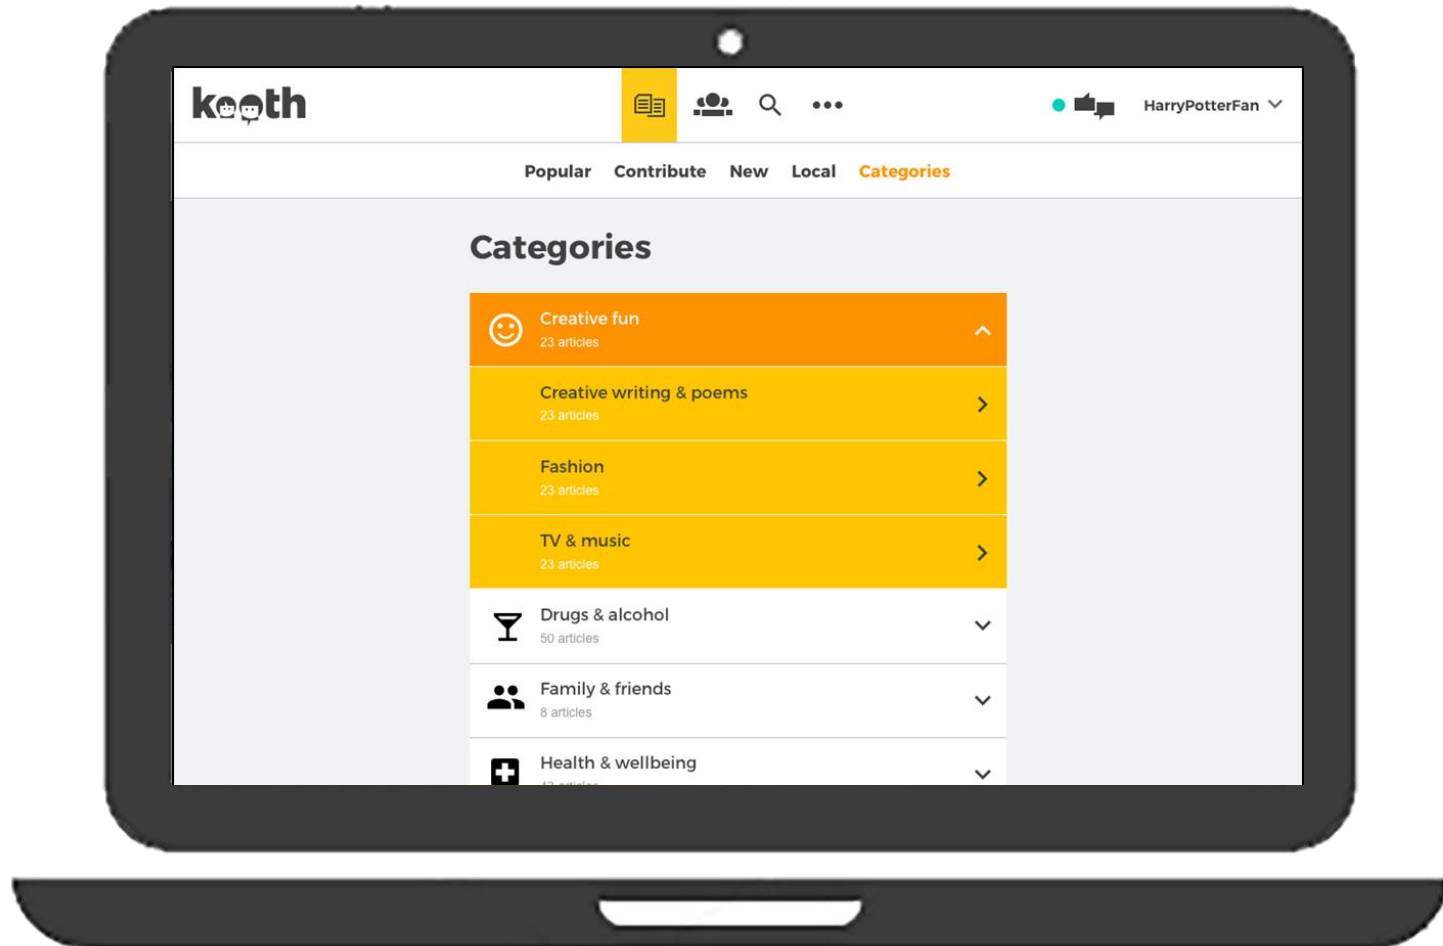 kooth
HarryPotterFan
Popular Contribute New Local Categories
Categories
Creative fun
23 articles
Creative writing & poems
23 articles
Fashion
23 articles
TV & music
23 articles
Drugs & alcohol
50 articles
Family & friends
8 articles
Health & wellbeing